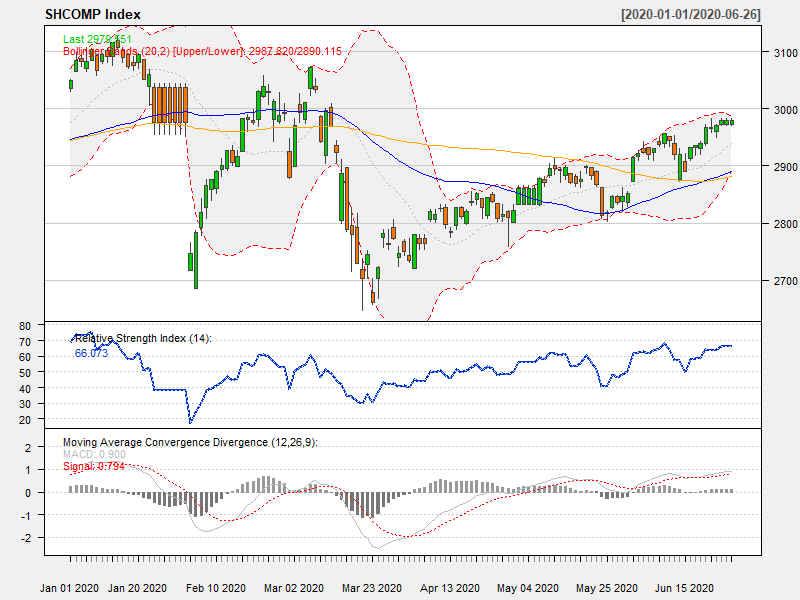 SHCOMP Index [2020-01-01/2020-06-26]
Last 2979.551
Bollinger Bands (20,2) [Upper/Lower]: 2987.820/2890.115
3100
3000
2900
2800
2700
Relative Strength Index (14):
66.073
80
70
60
50
40
30
20
Moving Average Convergence Divergence (12,26,9):
MACD: 0.900
Signal: 0.794
2
1
0
-1
-2
Jan 01 2020 Jan 20 2020 Feb 10 2020 Mar 02 2020 Mar 23 2020 Apr 13 2020 May 04 2020 May 25 2020 Jun 15 2020